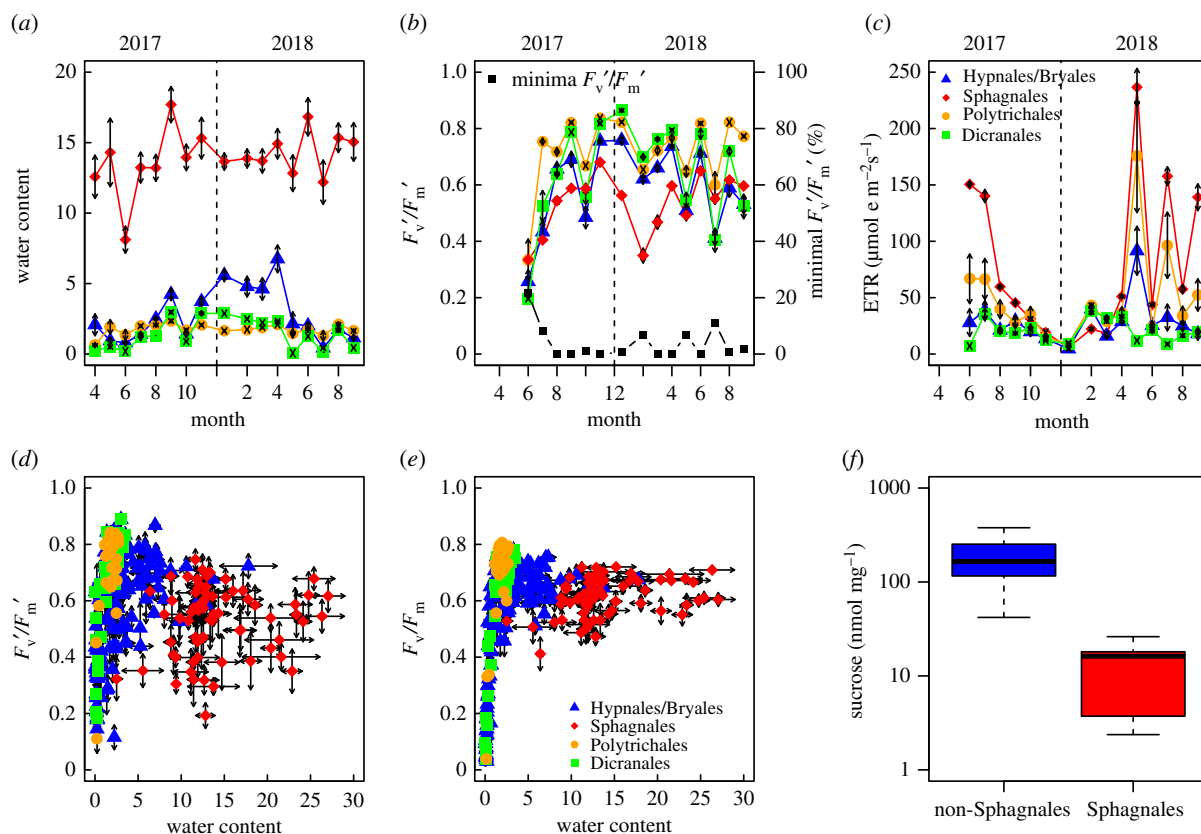 (a)
2017 2018
20
15
10
5
0
water content
4 6 8 10 2 4 6 8
month
(b)
2017 2018
minima Fv′/Fm′
1.0
0.8
0.6
0.4
0.2
0
Fv′/Fm′
100
80
60
40
20
0
minimal Fv′/Fm′ (%)
4 6 8 10 12 2 4 6 8
month
(c)
2017 2018
Hypnales/Bryales
Sphagnales
Polytrichales
Dicranales
250
200
150
100
50
0
ETR (μmol e m−2s−1)
4 6 8 10 2 4 6 8
month
(d)
1.0
0.8
0.6
0.4
0.2
0
Fv′/Fm′
0 5 10 15 20 25 30
water content
(e)
1.0
0.8
0.6
0.4
0.2
0
Fv/Fm
Hypnales/Bryales
Sphagnales
Polytrichales
Dicranales
0 5 10 15 20 25 30
water content
(f)
1000
100
10
1
sucrose (nmol mg−1)
non-Sphagnales Sphagnales